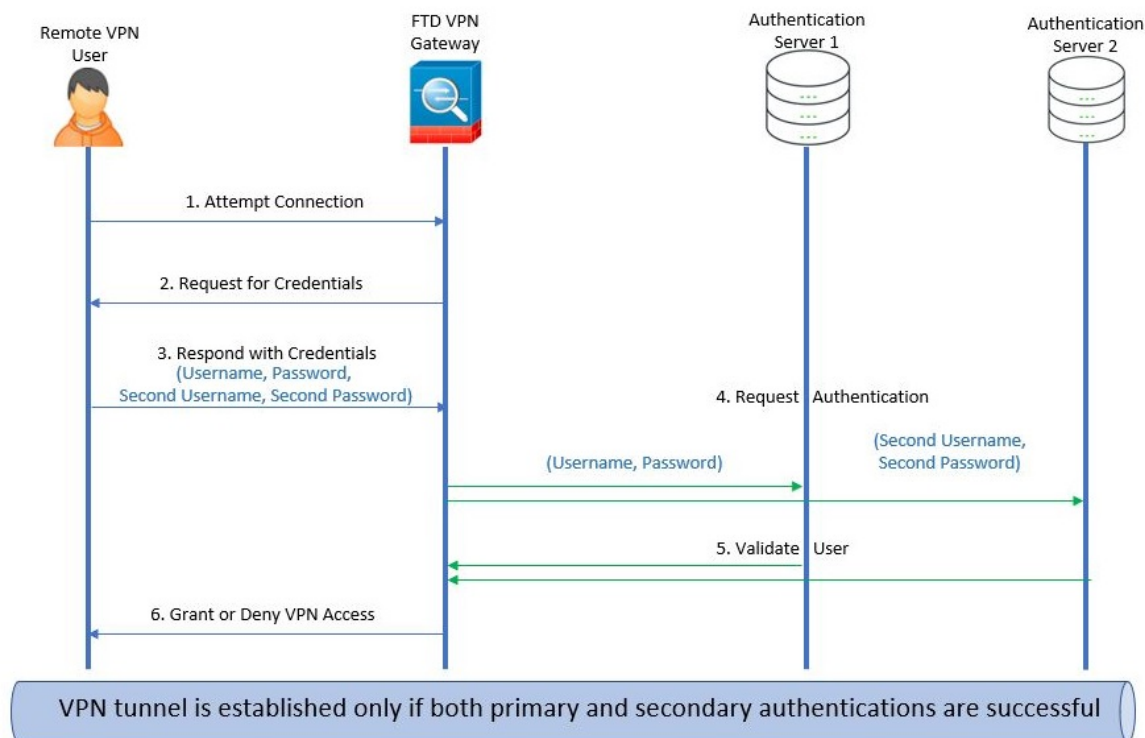 Remote VPN
User
FTD VPN
Gateway
Authentication
Server 1
Authentication
Server 2
1. Attempt Connection
2. Request for Credentials
3. Respond with Credentials
(Username, Password,
Second Username, Second Password)
4. Request Authentication
(Username, Password)
(Second Username,
Second Password)
5. Validate User
6. Grant or Deny VPN Access
VPN tunnel is established only if both primary and secondary authentications are successful